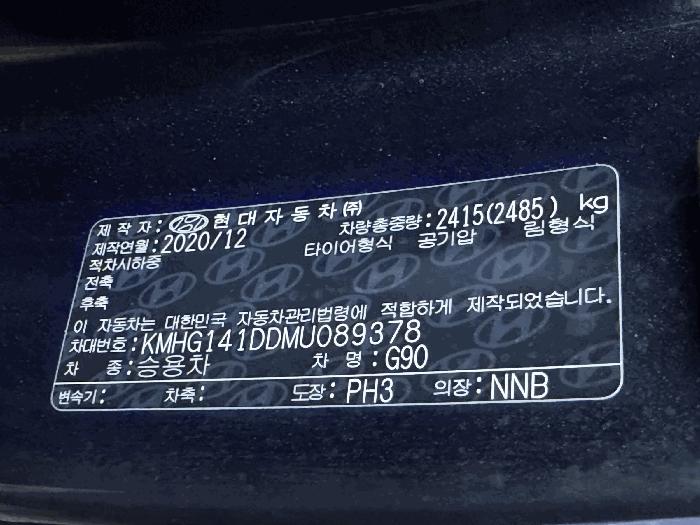 제 작 자: 현 대 자 동 차 ㈜ 차량총중량:2415(2485) kg
제작연월:2020/12 타이어형식 공기압 림형식
적차시하중
전축
후축
이 자동차는 대한민국 자동차관리법령에 적합하게 제작되었습니다.
차대번호:KMHG141DDMU089378
차 종:승용차 차 명:G90
변속기: 차축: 도장:PH3 의장:NNB